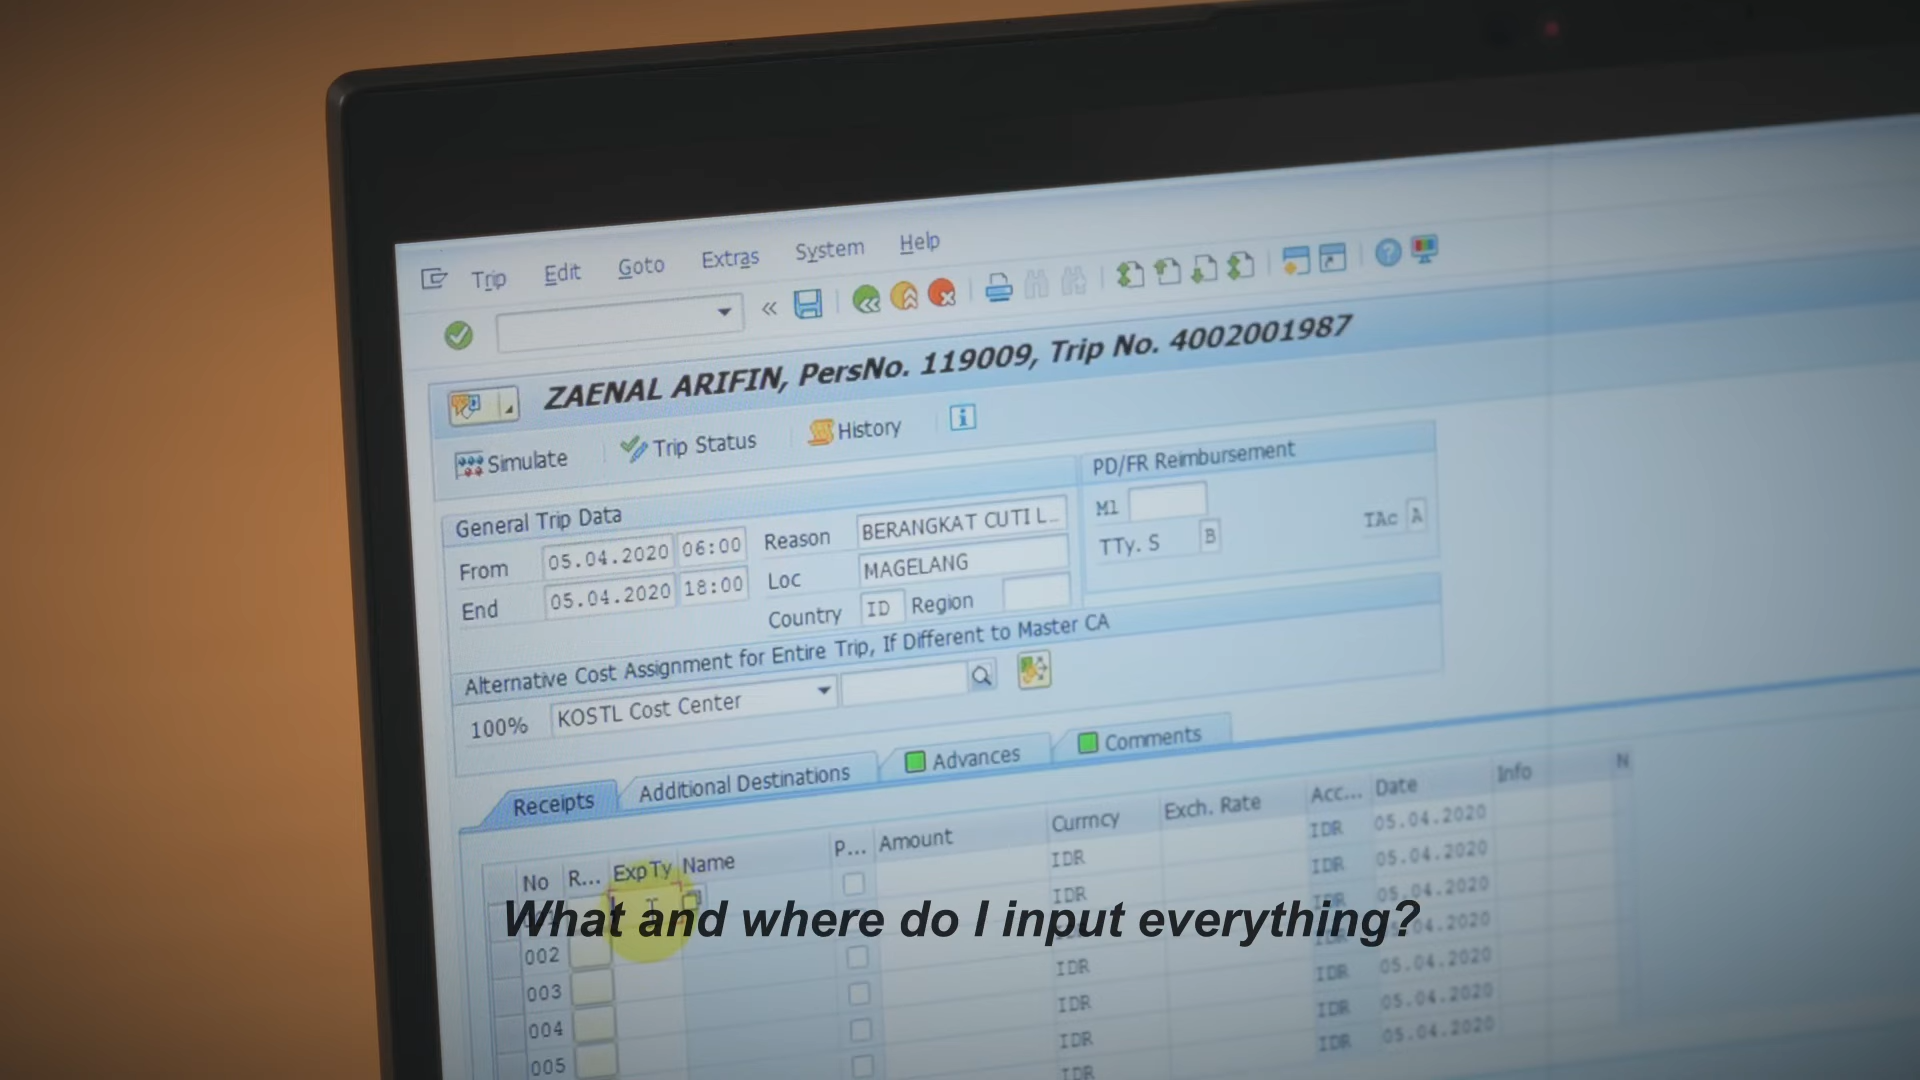 Trip Edit Goto Extras System Help
ZAENAL ARIFIN, PersNo. 119009, Trip No. 4002001987
Simulate Trip Status History
General Trip Data
From 05.04.2020 06:00
End 05.04.2020 18:00
Reason BERANGKAT CUTI L...
Loc MAGELANG
Country ID Region
PD/FR Reimbursement
M1
TTy. S B
TAc A
Alternative Cost Assignment for Entire Trip, If Different to Master CA
100% KOSTL Cost Center
Receipts Additional Destinations Advances Comments
No R... ExpTy Name P... Amount Currncy Exch. Rate Acc... Date Info N
IDR IDR 05.04.2020
What and where do I input everything?
002 IDR IDR 05.04.2020
003 IDR IDR 05.04.2020
004 IDR IDR 05.04.2020
005 IDR IDR 05.04.2020